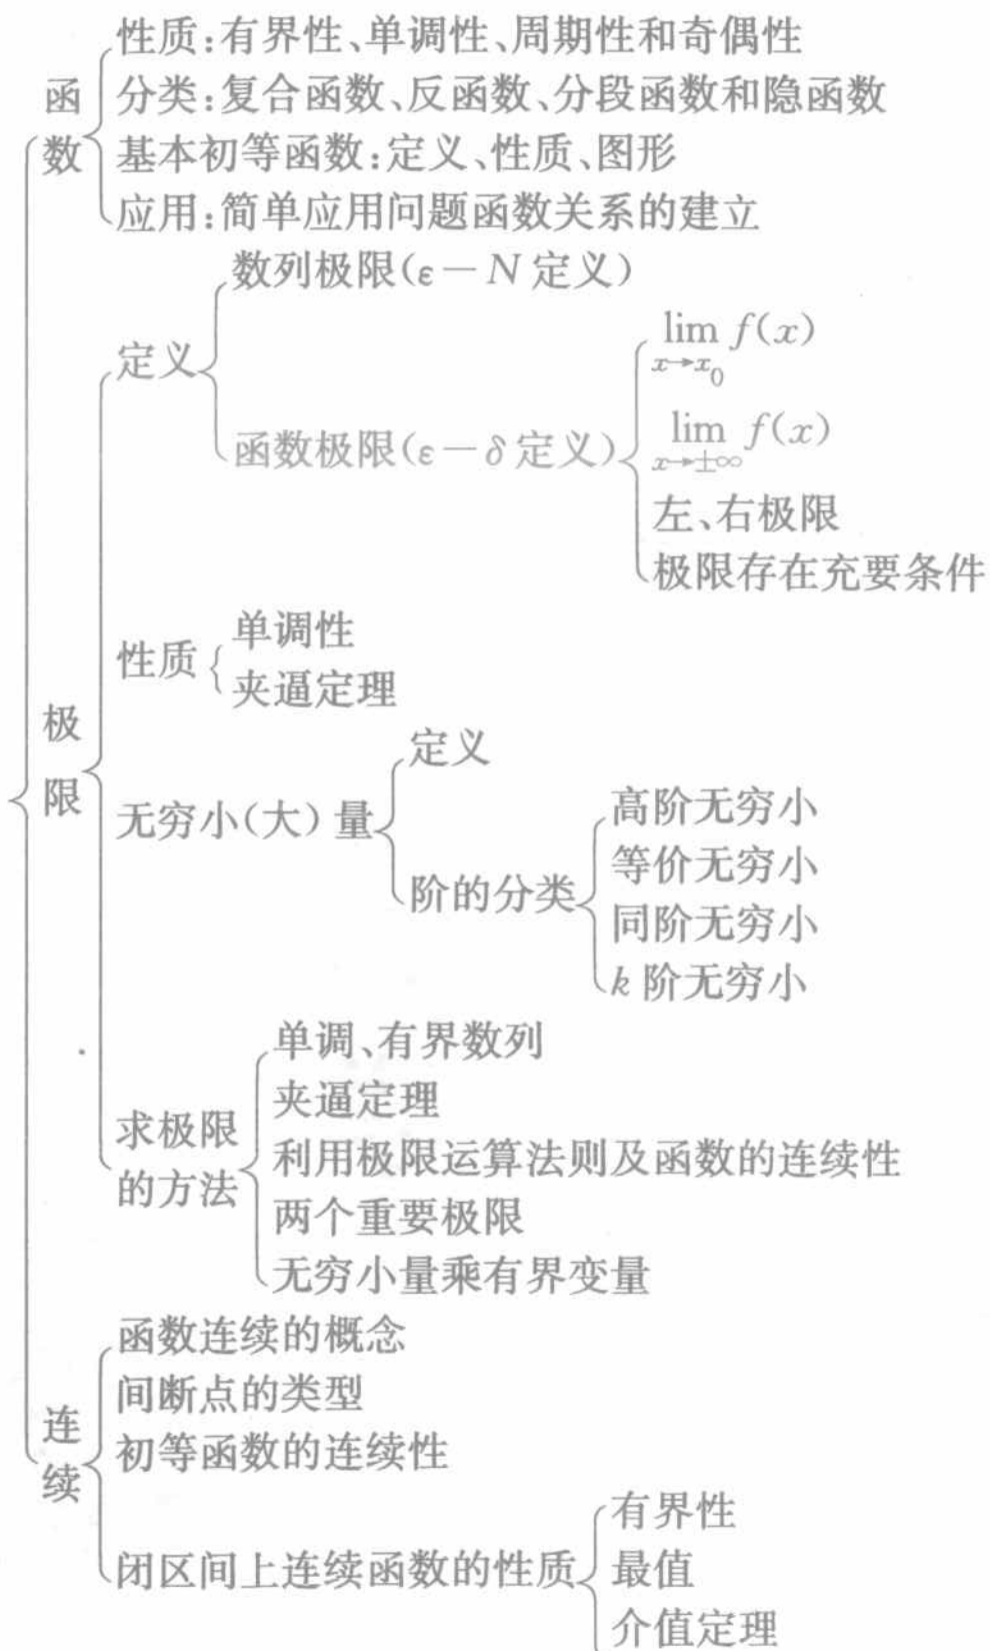 函数
性质:有界性、单调性、周期性和奇偶性
分类:复合函数、反函数、分段函数和隐函数
基本初等函数:定义、性质、图形
应用:简单应用问题函数关系的建立
极限
定义
数列极限(ε－N 定义)
函数极限(ε－δ 定义)
lim f(x)
x→x₀
lim f(x)
x→±∞
左、右极限
极限存在充要条件
性质
单调性
夹逼定理
无穷小(大)量
定义
阶的分类
高阶无穷小
等价无穷小
同阶无穷小
k 阶无穷小
求极限
的方法
单调、有界数列
夹逼定理
利用极限运算法则及函数的连续性
两个重要极限
无穷小量乘有界变量
连续
函数连续的概念
间断点的类型
初等函数的连续性
闭区间上连续函数的性质
有界性
最值
介值定理